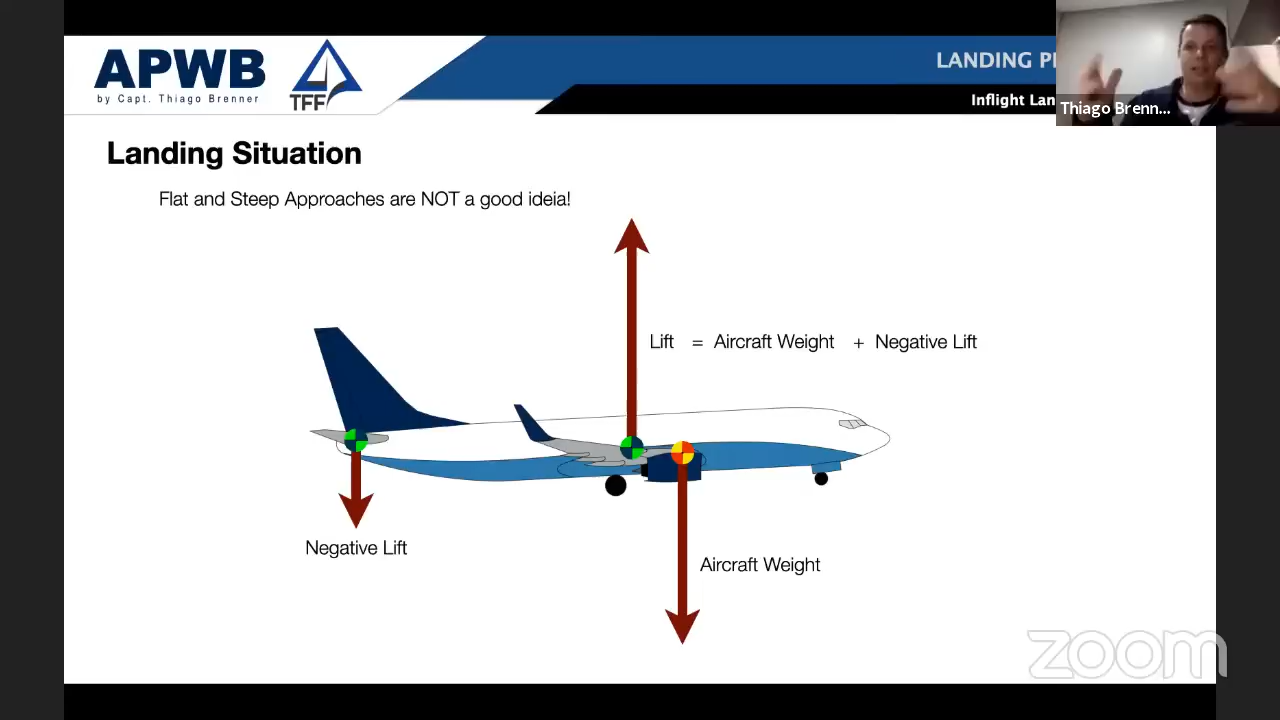 APWB
by Capt. Thiago Brenner
TFF
LANDING
Inflight
Thiago Brenn...
Landing Situation
Flat and Steep Approaches are NOT a good ideia!
Lift = Aircraft Weight + Negative Lift
Negative Lift
Aircraft Weight
zoom